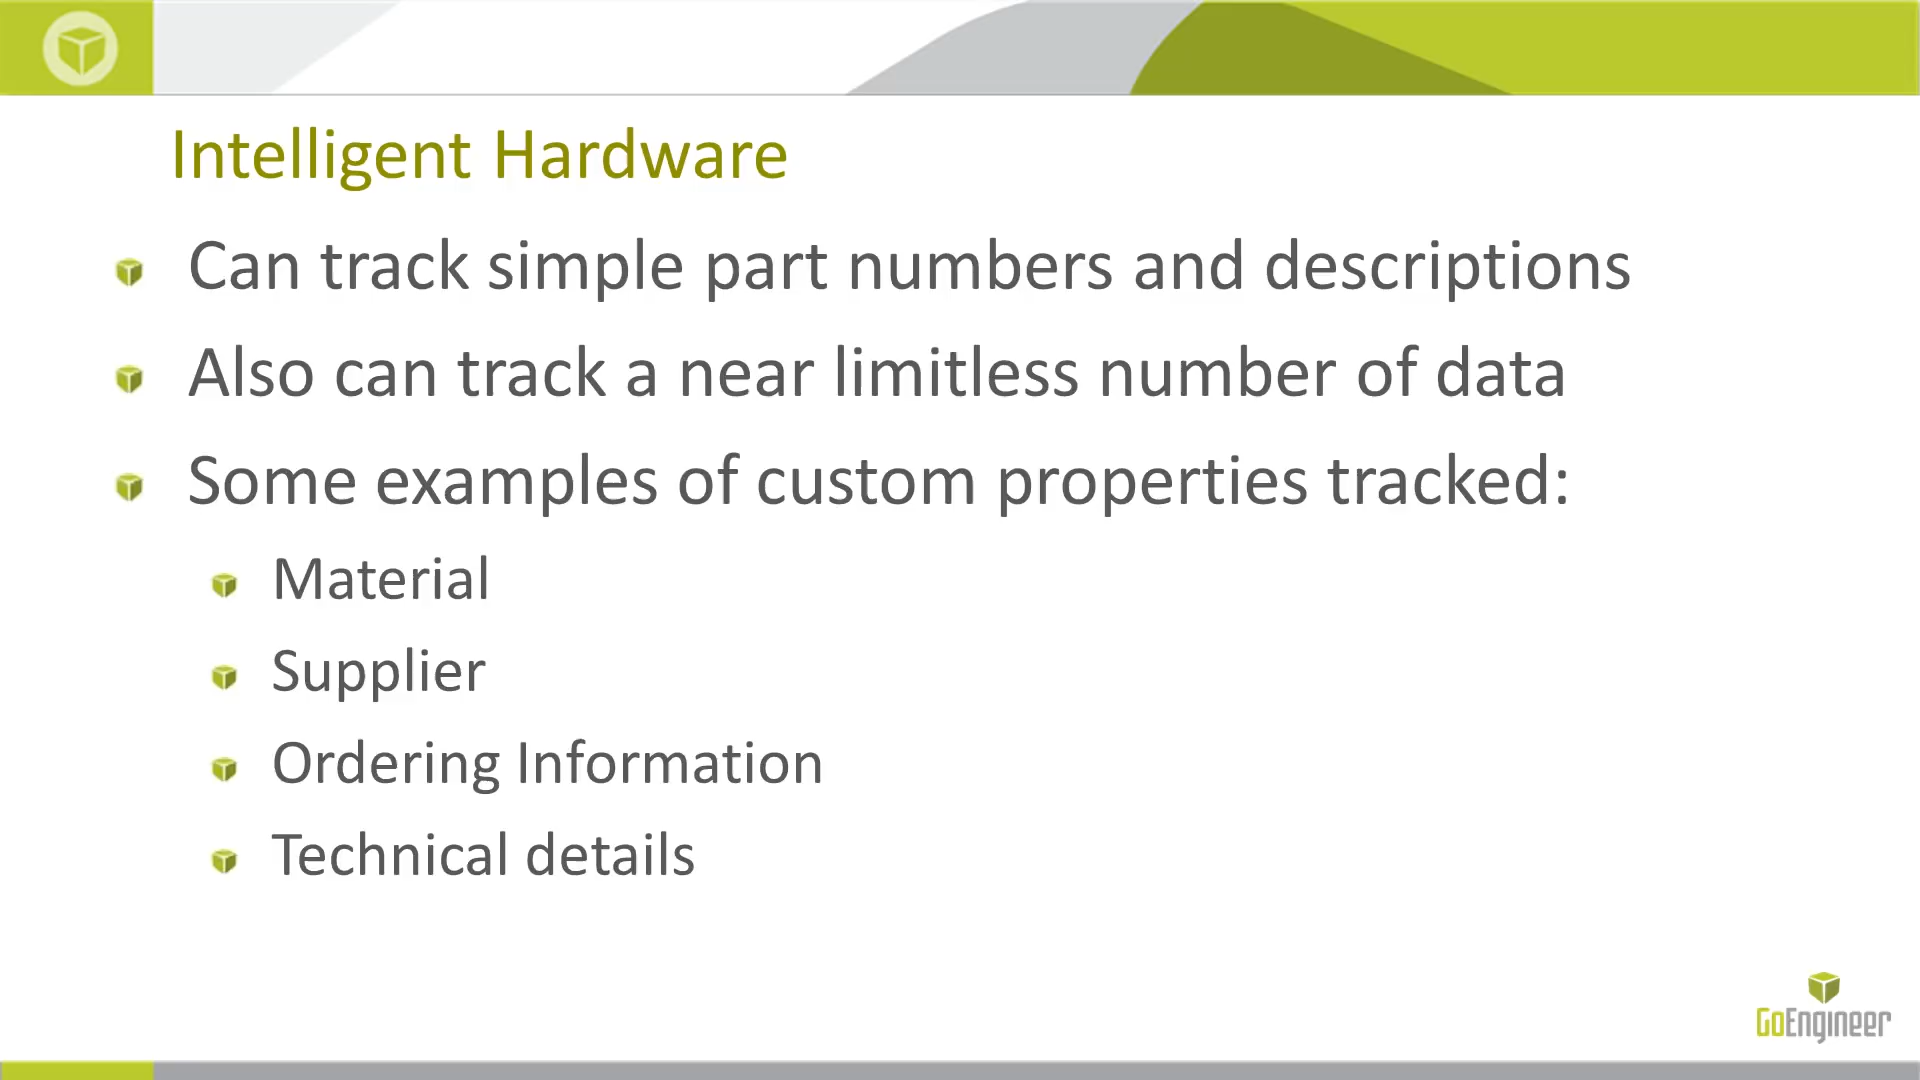 Intelligent Hardware
Can track simple part numbers and descriptions
Also can track a near limitless number of data
Some examples of custom properties tracked:
Material
Supplier
Ordering Information
Technical details
GoEngineer